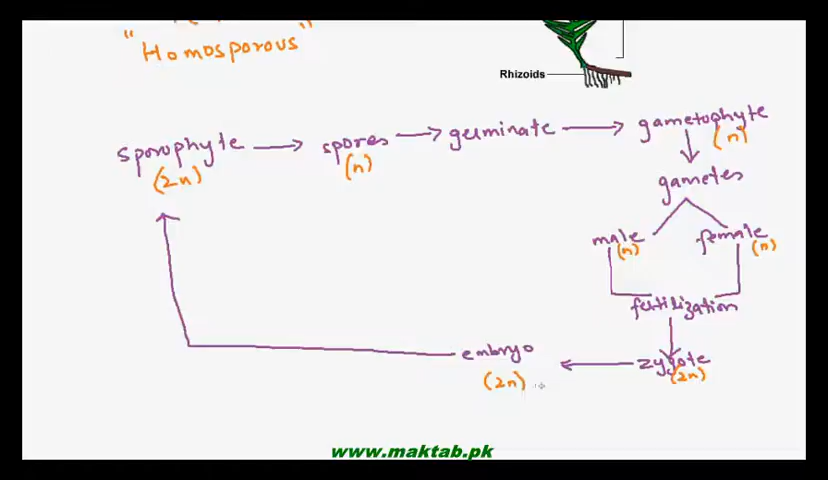 "Homosporous"
Rhizoids
sporophyte → spores → germinate → gametophyte
(2n) (n) (n)
gametes
male female
(n) (n)
fertilization
embryo zygote
(2n) (2n)
www.maktab.pk